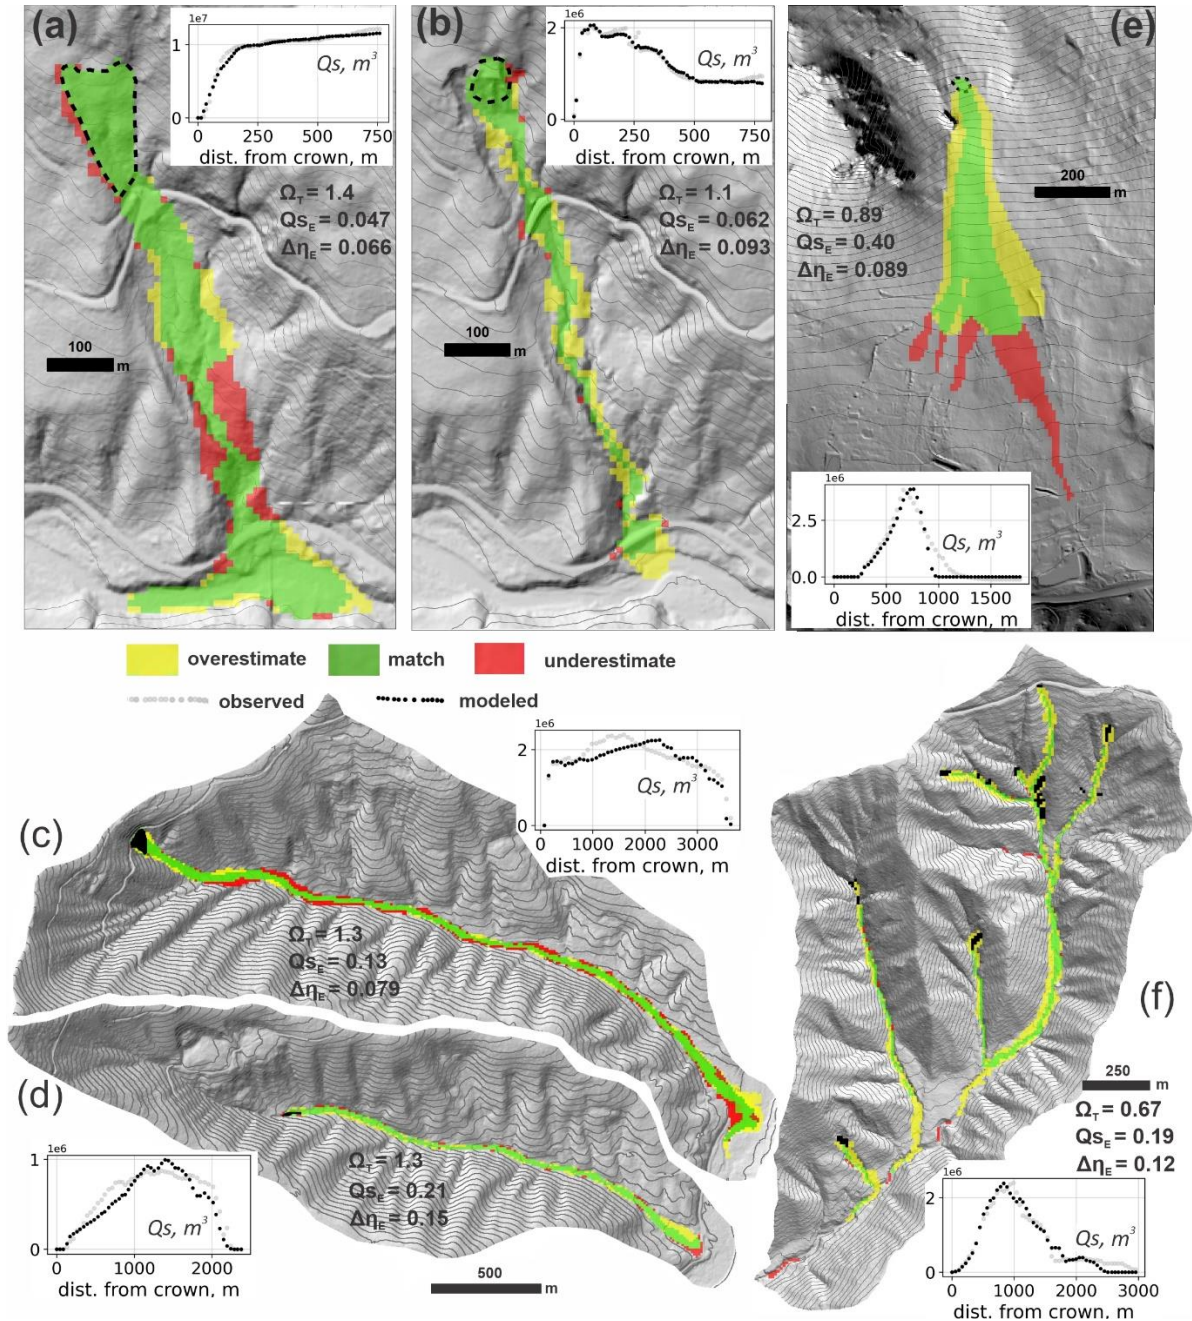 (a)
1e7
1
0
Qs, m³
0 250 500 750
dist. from crown, m
Ω_T = 1.4
Qs_E = 0.047
Δη_E = 0.066
100
m
(b)
1e6
2
0
Qs, m³
0 250 500 750
dist. from crown, m
Ω_T = 1.1
Qs_E = 0.062
Δη_E = 0.093
100
m
(e)
200
m
Ω_T = 0.89
Qs_E = 0.40
Δη_E = 0.089
1e6
2.5
0.0
Qs, m³
0 500 1000 1500
dist. from crown, m
overestimate match underestimate
observed modeled
(c)
1e6
2
0
Qs, m³
0 1000 2000 3000
dist. from crown, m
Ω_T = 1.3
Qs_E = 0.13
Δη_E = 0.079
(d)
Ω_T = 1.3
Qs_E = 0.21
Δη_E = 0.15
1e6
1
0
Qs, m³
0 1000 2000
dist. from crown, m
500
m
(f)
250
m
Ω_T = 0.67
Qs_E = 0.19
Δη_E = 0.12
1e6
2
0
Qs, m³
0 1000 2000 3000
dist. from crown, m